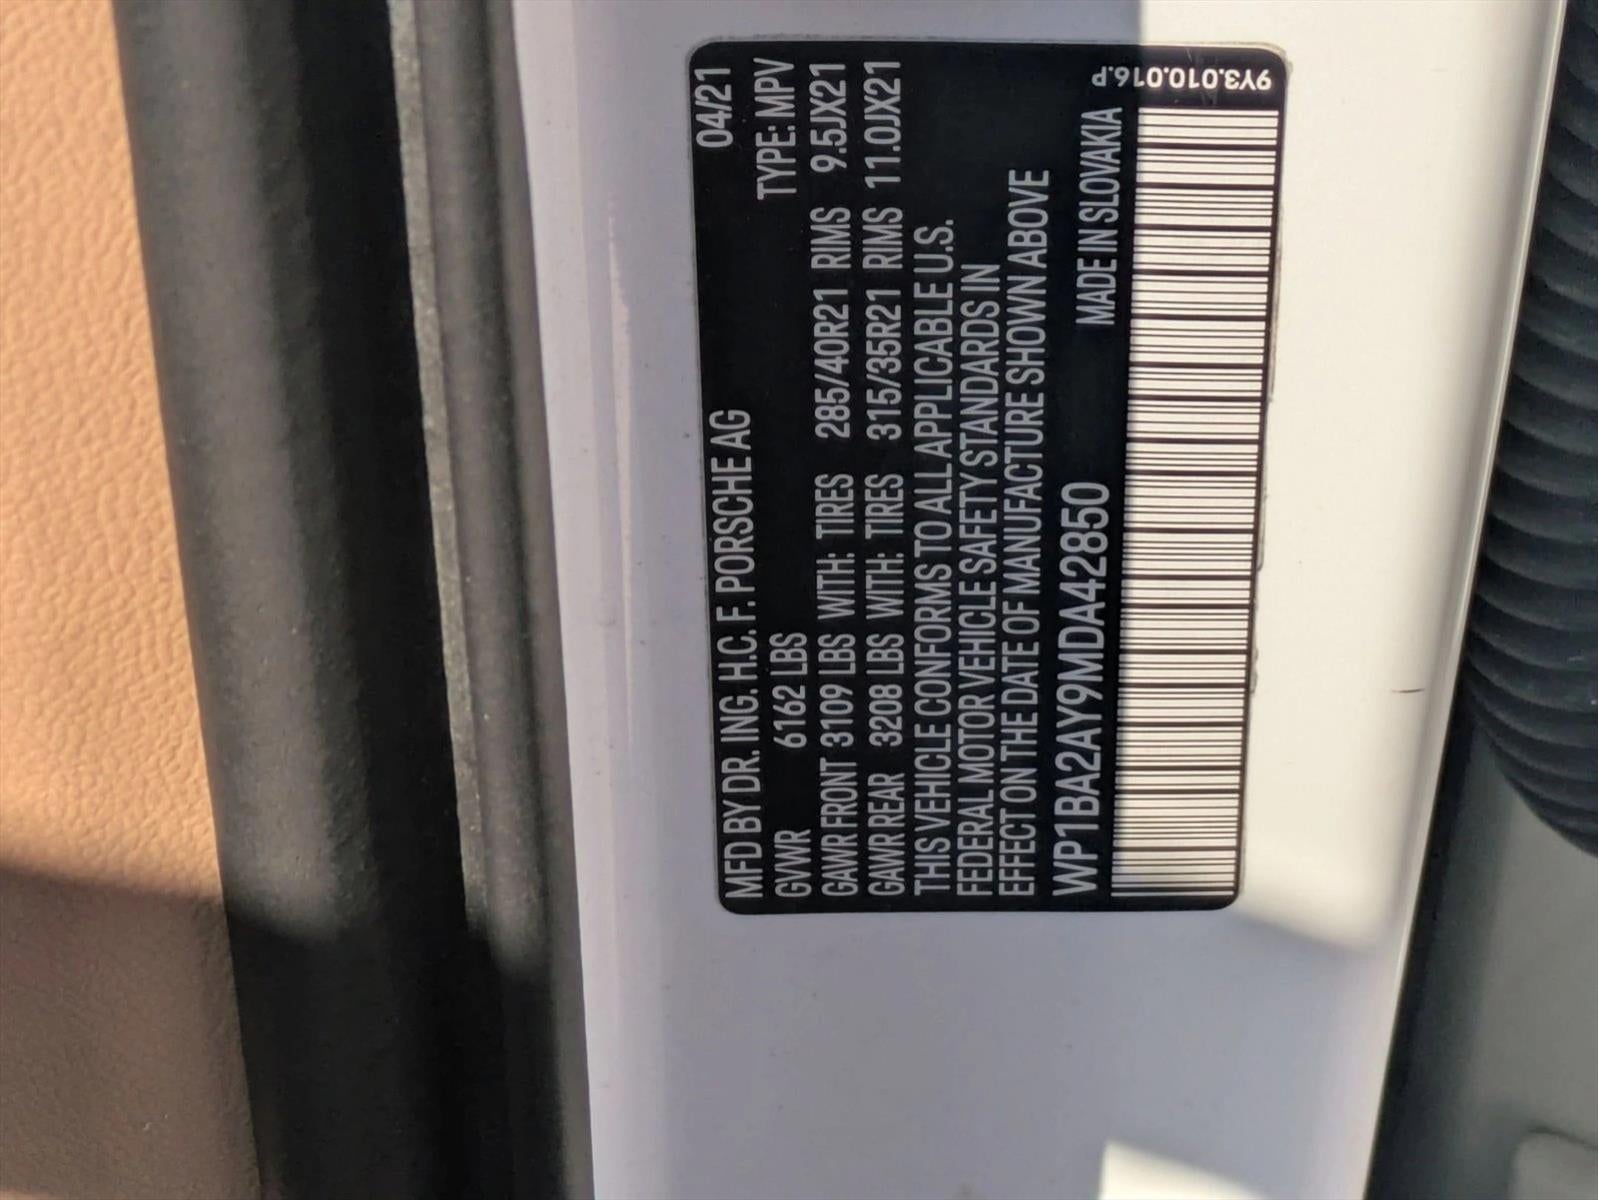 MFD BY DR. ING. H.C. F. PORSCHE AG 04/21
GVWR 6162 LBS TYPE: MPV
GAWR FRONT 3109 LBS WITH: TIRES 285/40R21 RIMS 9.5JX21
GAWR REAR 3208 LBS WITH: TIRES 315/35R21 RIMS 11.0JX21
THIS VEHICLE CONFORMS TO ALL APPLICABLE U.S.
FEDERAL MOTOR VEHICLE SAFETY STANDARDS IN
EFFECT ON THE DATE OF MANUFACTURE SHOWN ABOVE
WP1BA2AY9MDA42850 MADE IN SLOVAKIA
9Y3.010.016.P